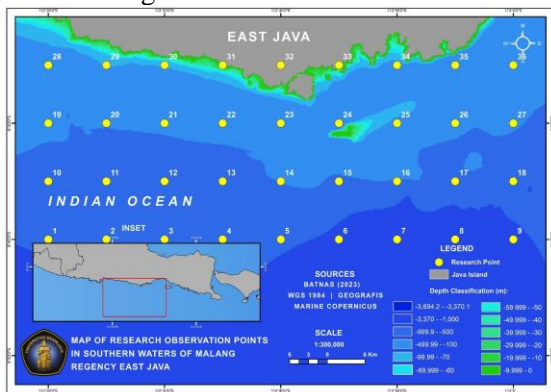 EAST JAVA
N
28 29 30 31 32 33 34 35 36
19 20 21 22 23 24 25 26 27
10 11 12 13 14 15 16 17 18
INDIAN OCEAN
1 2 3 4 5 6 7 8 9
INSET
SOURCES
BATNAS (2023)
WGS 1984 | GEOGRAFIS
MARINE COPERNICUS
SCALE
1:300,000
6 Km
LEGEND
Research Point
Java Island
Depth Classification (m):
-3,694.2 - -3,370.1
-3,370 - -1,000
-999.9 - -500
-499.99 - -100
-99.99 - -70
-69.999 - -60
-59.999 - -50
-49.999 - -40
-39.999 - -30
-29.999 - -20
-19.999 - -10
-9.999 - 0
MAP OF RESEARCH OBSERVATION POINTS
IN SOUTHERN WATERS OF MALANG
REGENCY EAST JAVA